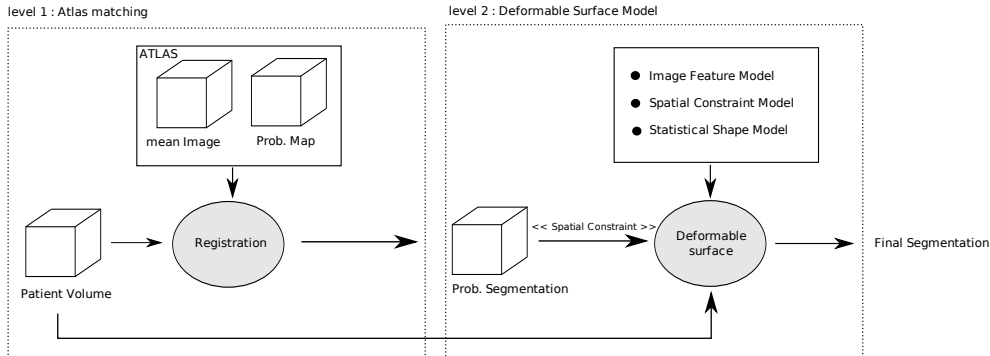 level 1 : Atlas matching
level 2 : Deformable Surface Model
ATLAS
mean Image
Prob. Map
Image Feature Model
Spatial Constraint Model
Statistical Shape Model
Registration
Patient Volume
<< Spatial Constraint >>
Prob. Segmentation
Deformable
surface
Final Segmentation